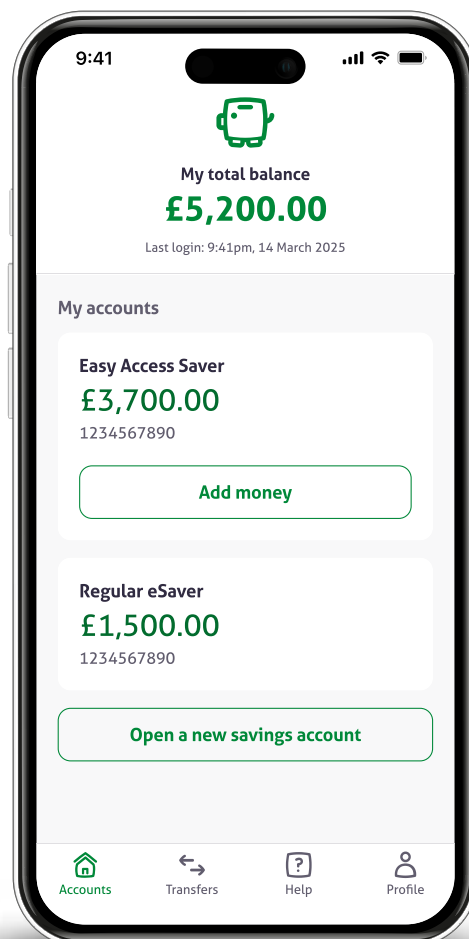 9:41
My total balance
£5,200.00
Last login: 9:41pm, 14 March 2025
My accounts
Easy Access Saver
£3,700.00
1234567890
Add money
Regular eSaver
£1,500.00
1234567890
Open a new savings account
?
Accounts
Transfers
Help
Profile